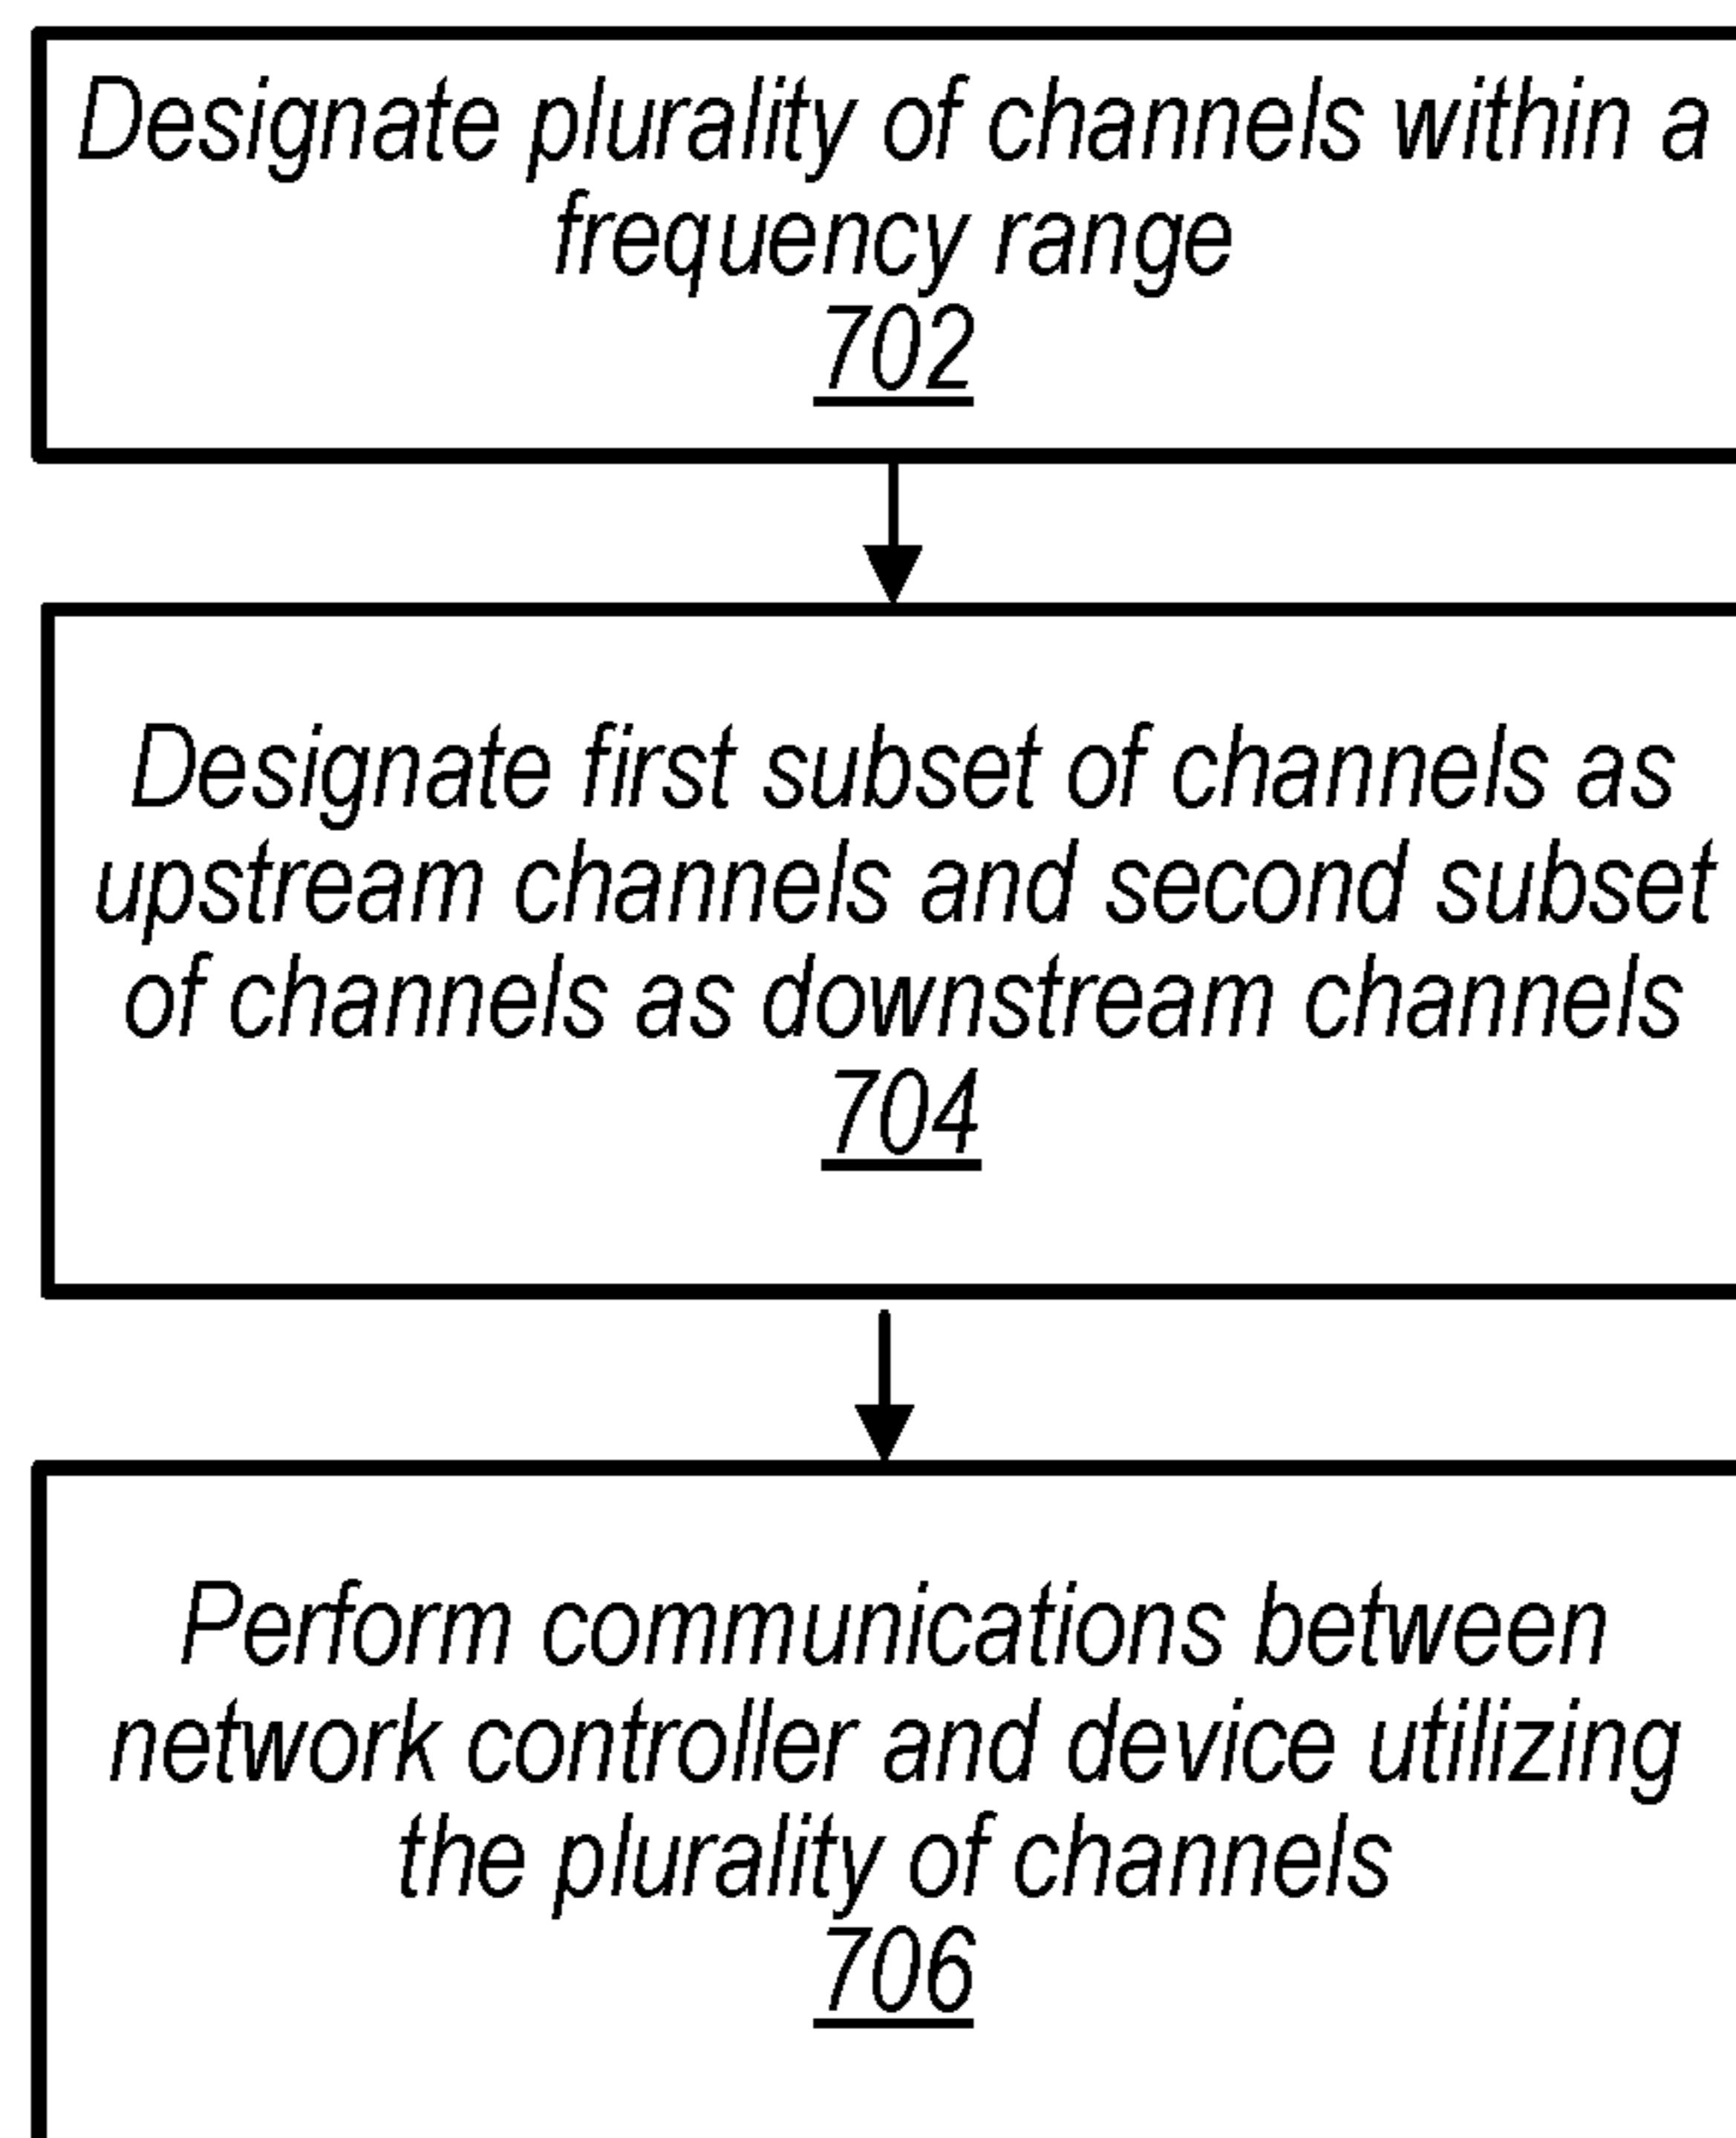 Designate plurality of channels within a
frequency range
702
Designate first subset of channels as
upstream channels and second subset
of channels as downstream channels
704
Perform communications between
network controller and device utilizing
the plurality of channels
706